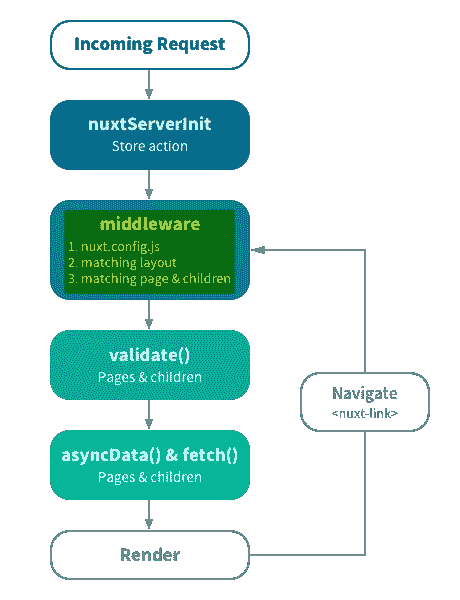 Incoming Request
nuxtServerInit
Store action
middleware
1. nuxt.config.js
2. matching layout
3. matching page & children
validate()
Pages & children
Navigate
<nuxt-link>
asyncData() & fetch()
Pages & children
Render